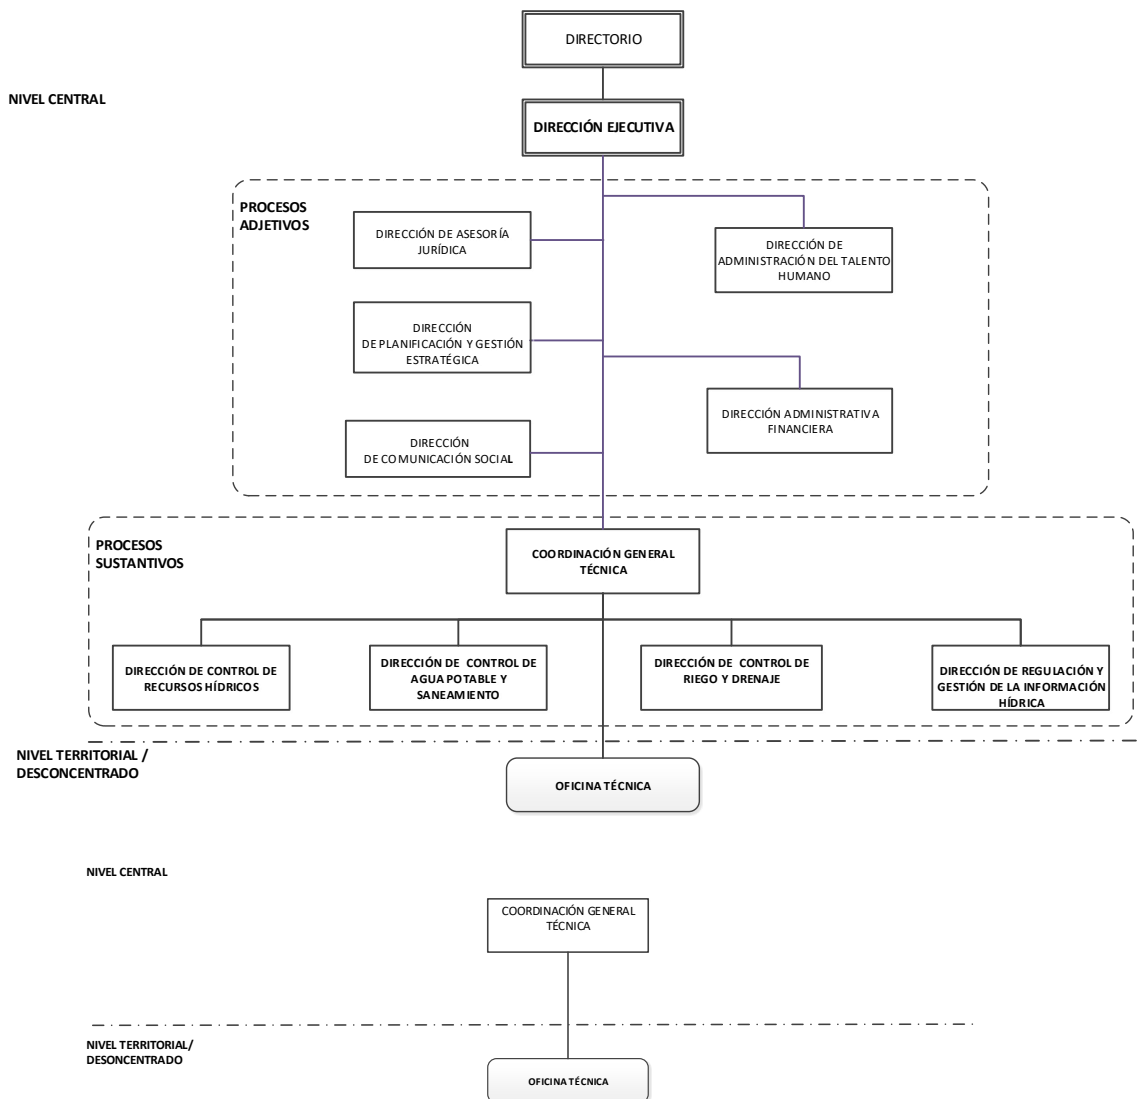 DIRECTORIO
NIVEL CENTRAL
DIRECCIÓN EJECUTIVA
PROCESOS
ADJETIVOS
DIRECCIÓN DE ASESORÍA
JURÍDICA
DIRECCIÓN DE
ADMINISTRACIÓN DEL TALENTO
HUMANO
DIRECCIÓN
DE PLANIFICACIÓN Y GESTIÓN
ESTRATÉGICA
DIRECCIÓN ADMINISTRATIVA
FINANCIERA
DIRECCIÓN
DE COMUNICACIÓN SOCIAL
PROCESOS
SUSTANTIVOS
COORDINACIÓN GENERAL
TÉCNICA
DIRECCIÓN DE CONTROL DE
RECURSOS HÍDRICOS
DIRECCIÓN DE CONTROL DE
AGUA POTABLE Y
SANEAMIENTO
DIRECCIÓN DE CONTROL DE
RIEGO Y DRENAJE
DIRECCIÓN DE REGULACIÓN Y
GESTIÓN DE LA INFORMACIÓN
HÍDRICA
NIVEL TERRITORIAL /
DESCONCENTRADO
OFICINA TÉCNICA
NIVEL CENTRAL
COORDINACIÓN GENERAL
TÉCNICA
NIVEL TERRITORIAL/
DESONCENTRADO
OFICINA TÉCNICA